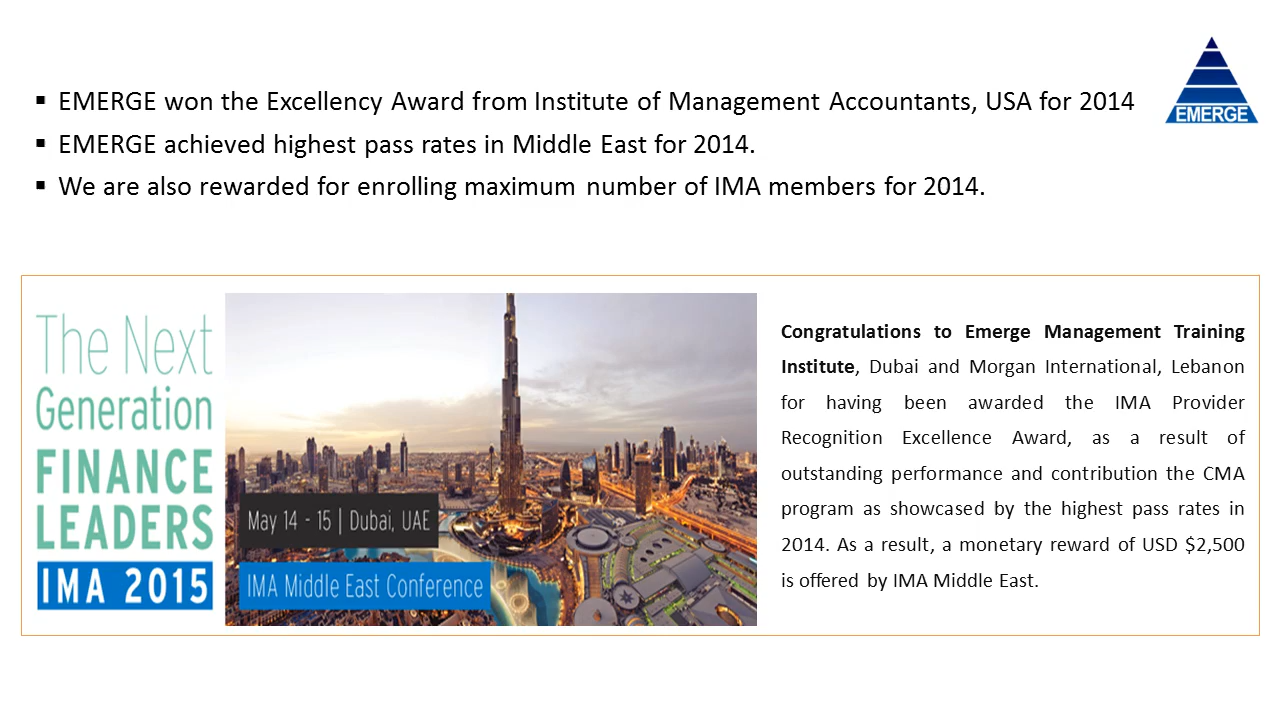 ▪ EMERGE won the Excellency Award from Institute of Management Accountants, USA for 2014
▪ EMERGE achieved highest pass rates in Middle East for 2014.
▪ We are also rewarded for enrolling maximum number of IMA members for 2014.
EMERGE
The Next
Generation
FINANCE
LEADERS
IMA 2015
May 14 - 15 | Dubai, UAE
IMA Middle East Conference
Congratulations to Emerge Management Training
Institute, Dubai and Morgan International, Lebanon
for having been awarded the IMA Provider
Recognition Excellence Award, as a result of
outstanding performance and contribution the CMA
program as showcased by the highest pass rates in
2014. As a result, a monetary reward of USD $2,500
is offered by IMA Middle East.